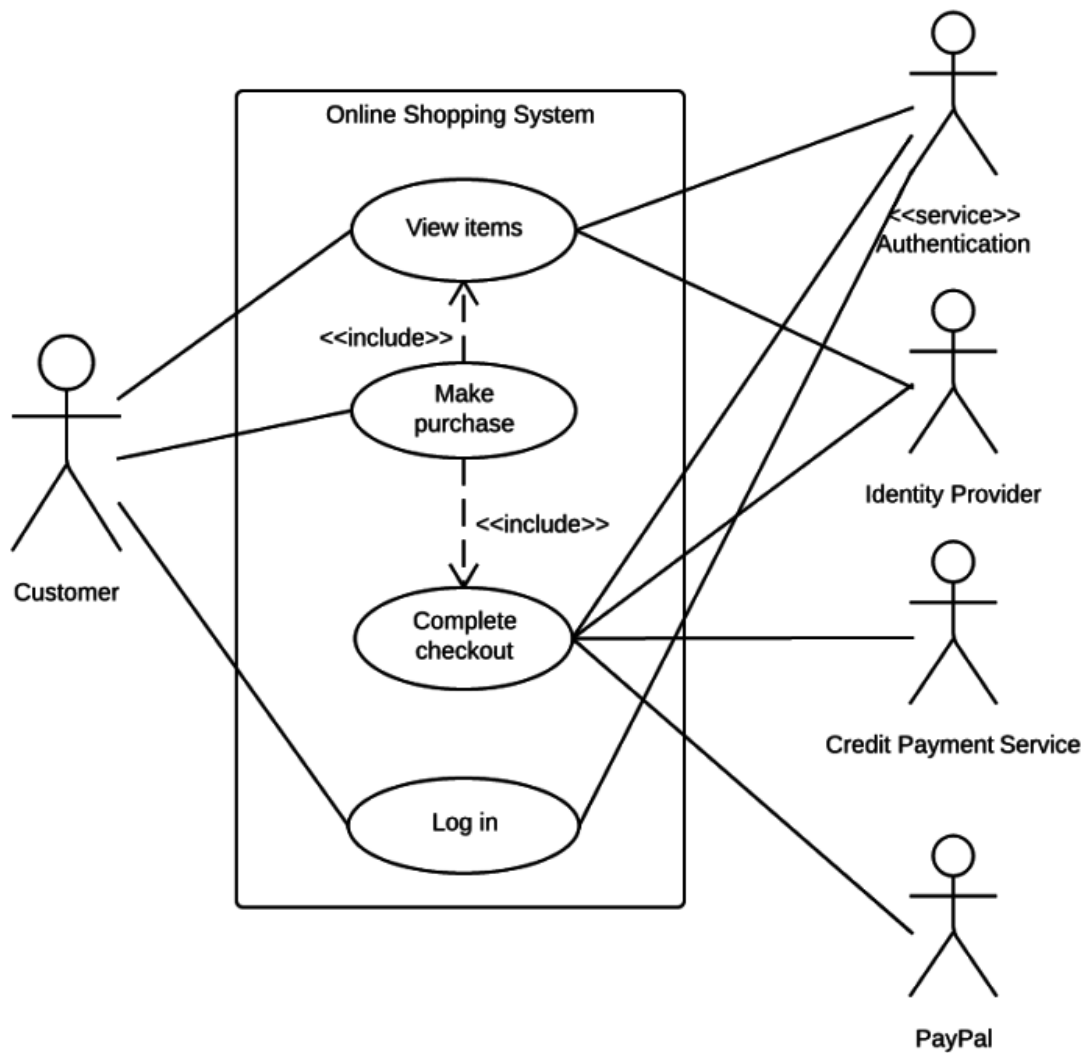 Online Shopping System
View items
<<service>>
Authentication
<<include>>
Make
purchase
Identity Provider
<<include>>
Customer
Complete
checkout
Credit Payment Service
Log in
PayPal